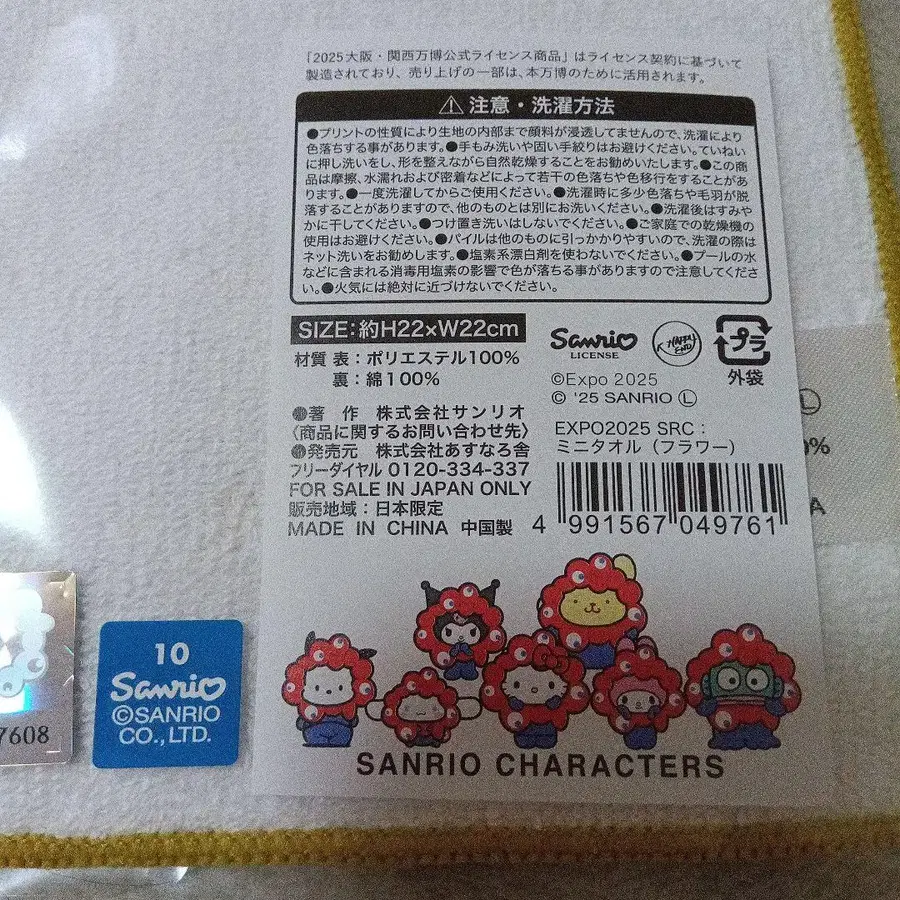 「2025大阪・関西万博公式ライセンス商品」はライセンス契約に基づいて
製造されており、売り上げの一部は、本万博のために活用されます。
⚠注意・洗濯方法
●プリントの性質により生地の内部まで顔料が浸透してませんので、洗濯により
色落ちする事があります。●手もみ洗いや固い手絞りはお避けください。ていねい
に押し洗いをし、形を整えながら自然乾燥することをお勧めいたします。●この商
品は摩擦、水濡れおよび密着などによって若干の色落ちや色移行をすることがあ
ります。●一度洗濯してからご使用ください。●洗濯時に多少色落ちや毛羽が脱
落することがありますので、他のものとは別にお洗いください。●洗濯後はすみや
かに干してください。●つけ置き洗いはしないでください。●ご家庭での乾燥機の
使用はお避けください。●パイルは他のものに引っかかりやすいので、洗濯の際は
ネット洗いをお勧めします。●塩素系漂白剤を使わないでください。●プールの水
などに含まれる消毒用塩素の影響で色が落ちる事がありますので注意してくださ
い。●火気には絶対に近づけないでください。
SIZE:約H22×W22cm
材質 表：ポリエステル100%
裏：綿100%
●著 作 株式会社サンリオ
〈商品に関するお問い合わせ先〉
●発売元 株式会社あすなろ舎
フリーダイヤル 0120-334-337
FOR SALE IN JAPAN ONLY
販売地域：日本限定
MADE IN CHINA 中国製
Sanrio
LICENSE
HAPPY
END
プラ
外袋
©Expo 2025
© '25 SANRIO Ⓛ
EXPO2025 SRC：
ミニタオル（フラワー）
4 991567 049761
Ⓛ
%
A
7608
10
Sanrio
©SANRIO
CO.,LTD.
SANRIO CHARACTERS